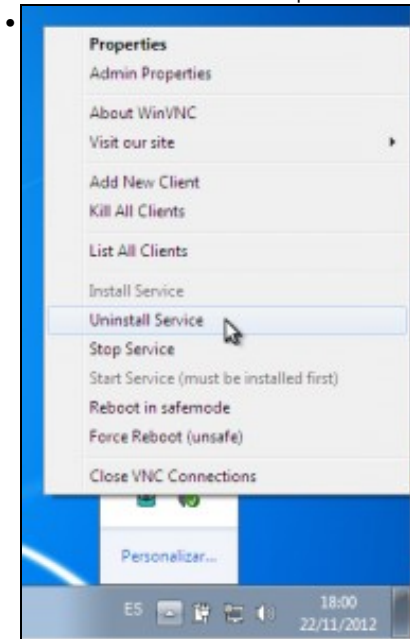 Properties
Admin Properties
About WinVNC
Visit our site
Add New Client
Kill All Clients
List All Clients
Install Service
Uninstall Service
Stop Service
Start Service (must be installed first)
Reboot in safemode
Force Reboot (unsafe)
Close VNC Connections
Personalizar...
ES
18:00
22/11/2012